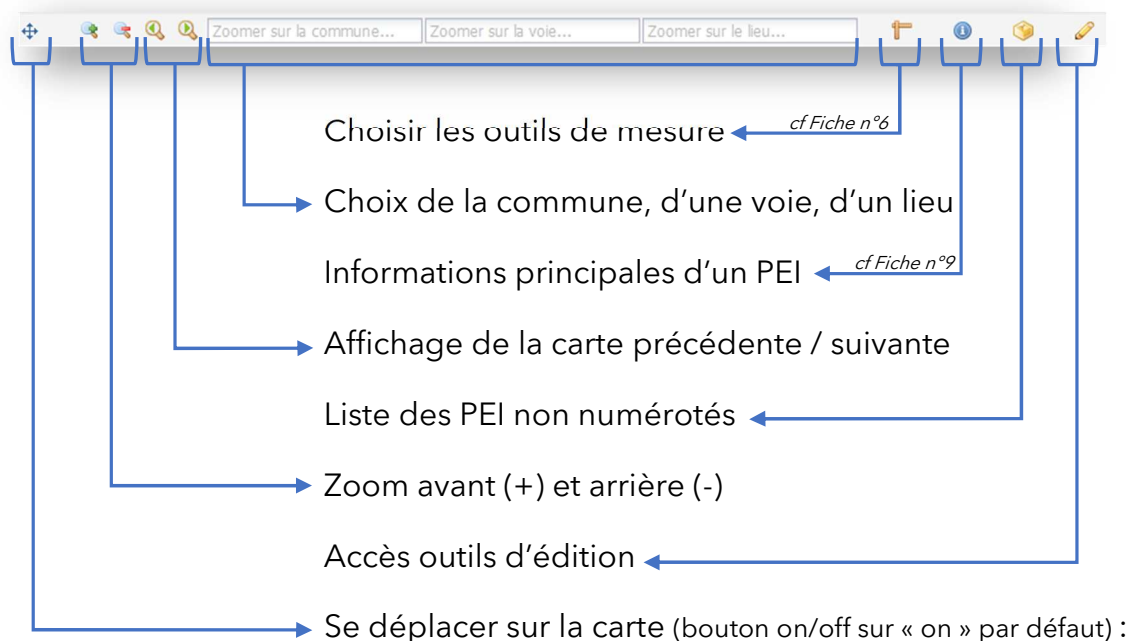 Zoomer sur la commune... Zoomer sur la voie... Zoomer sur le lieu...
Choisir les outils de mesure cf Fiche n°6
Choix de la commune, d’une voie, d’un lieu
Informations principales d’un PEI cf Fiche n°9
Affichage de la carte précédente / suivante
Liste des PEI non numérotés
Zoom avant (+) et arrière (-)
Accès outils d’édition
Se déplacer sur la carte (bouton on/off sur « on » par défaut) :